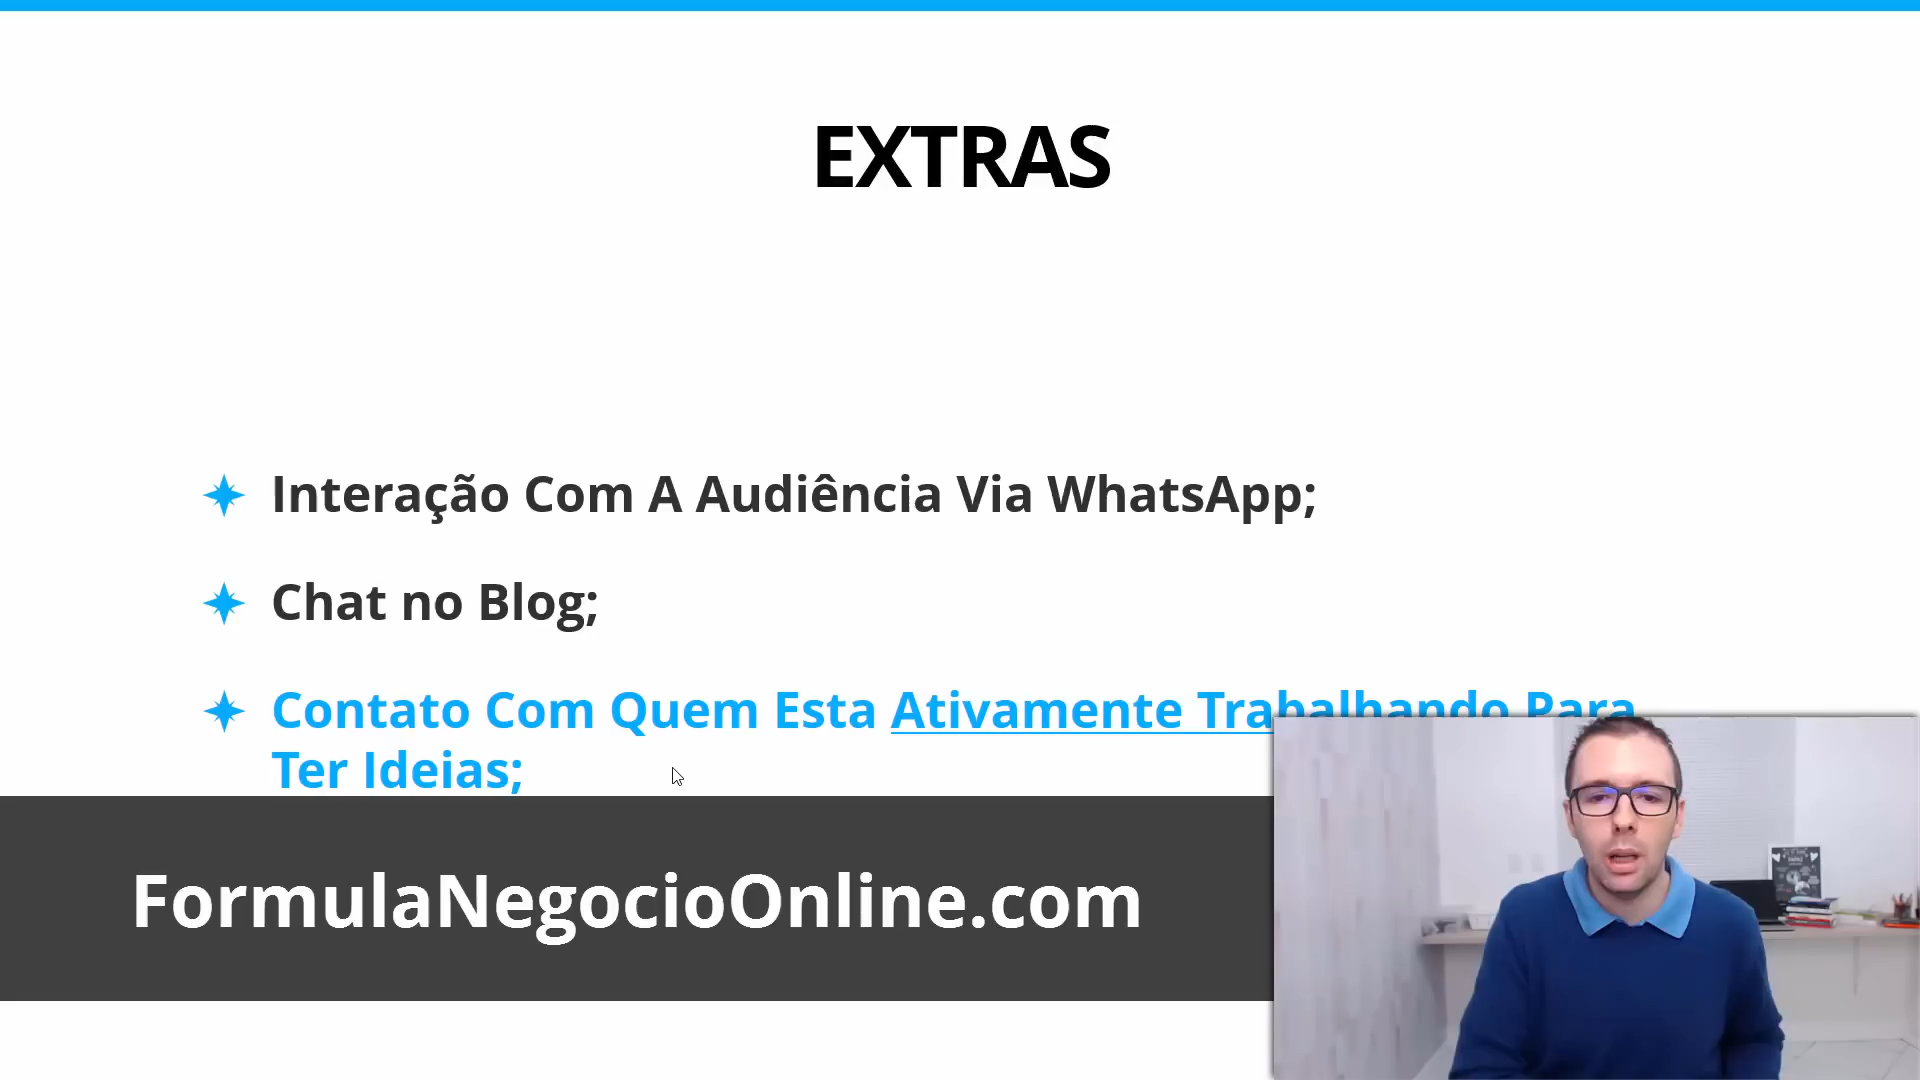 EXTRAS
Interação Com A Audiência Via WhatsApp;
Chat no Blog;
Contato Com Quem Esta Ativamente Trabalhando Para
Ter Ideias;
FormulaNegocioOnline.com